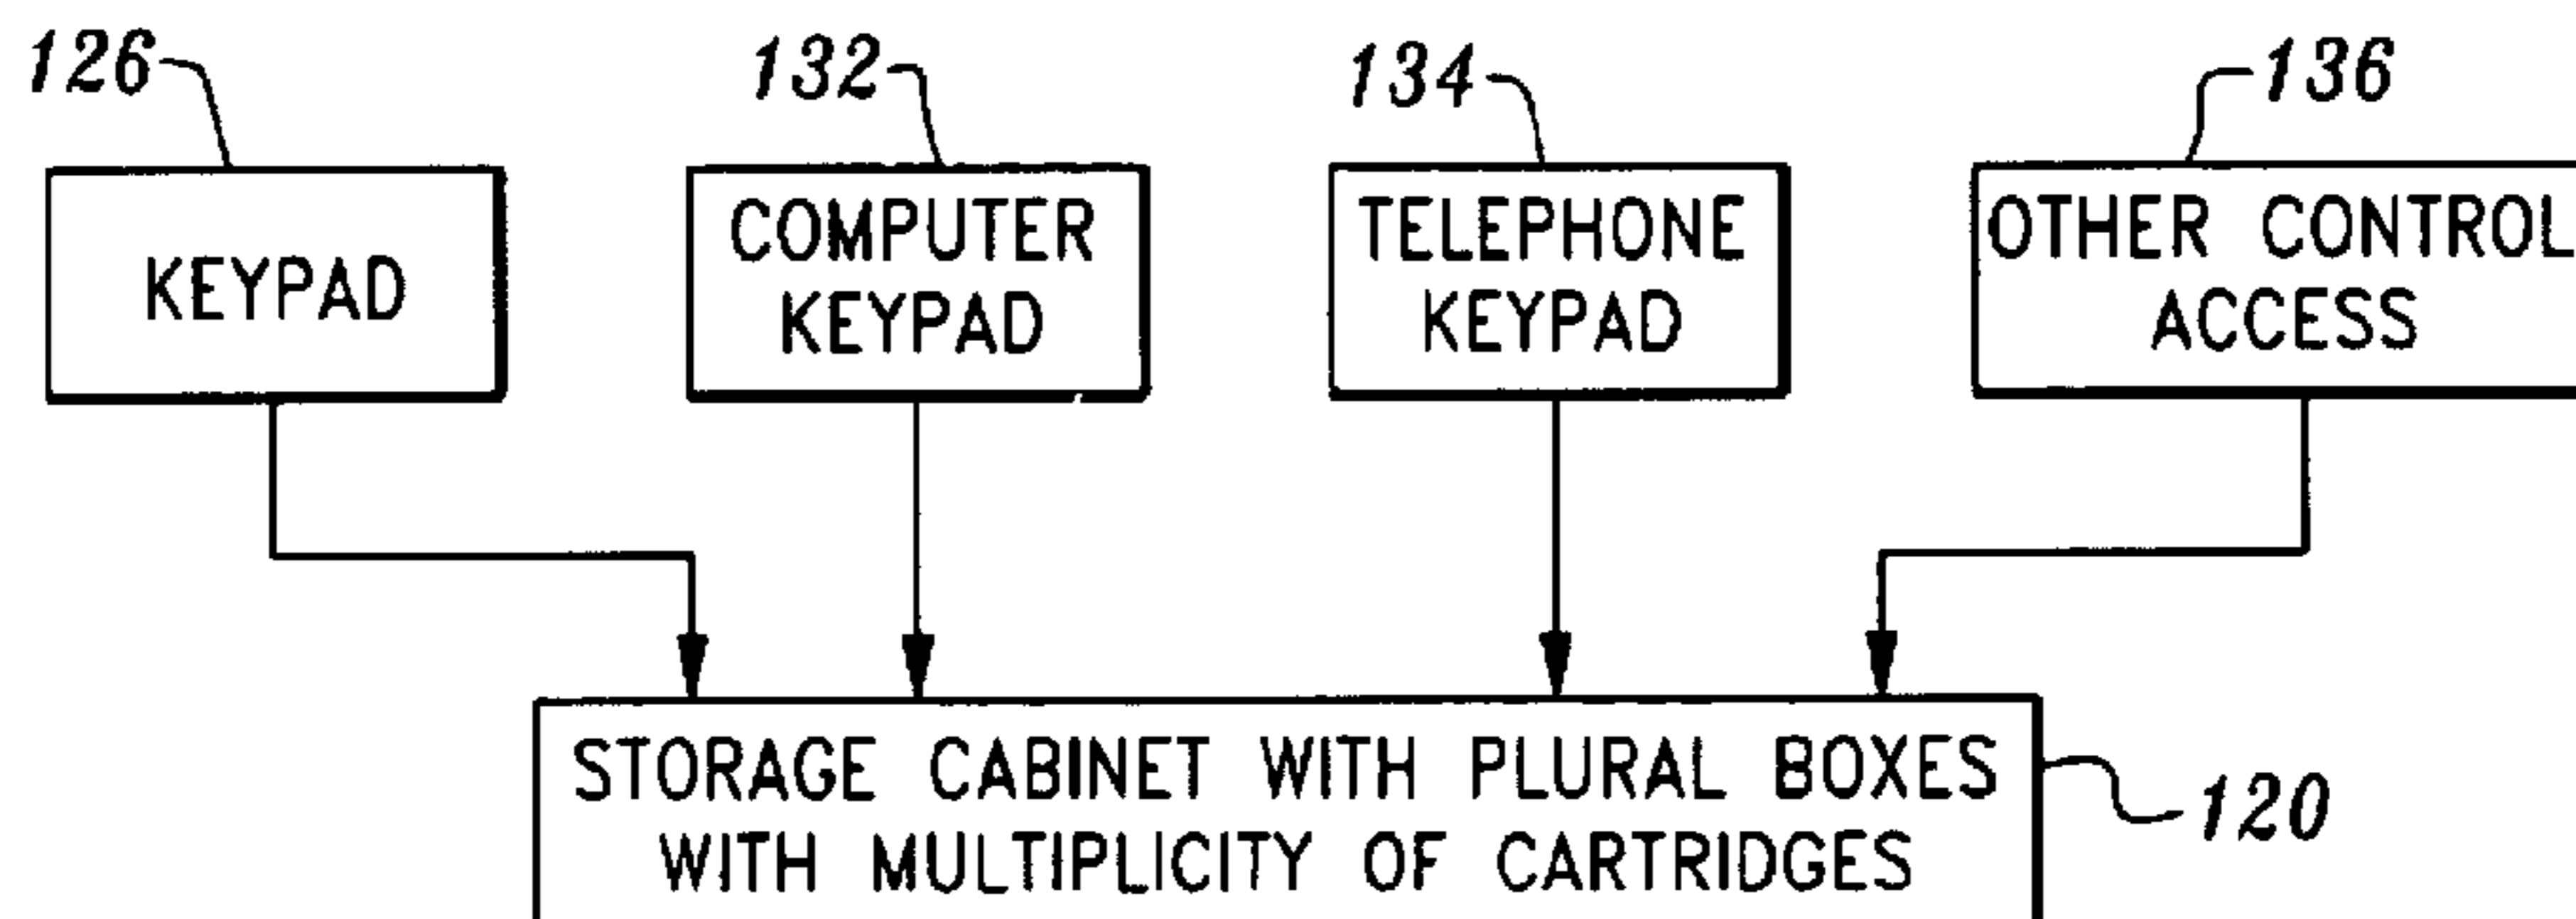 126
132
134
136
KEYPAD
COMPUTER
KEYPAD
TELEPHONE
KEYPAD
OTHER CONTROL
ACCESS
STORAGE CABINET WITH PLURAL BOXES
WITH MULTIPLICITY OF CARTRIDGES
120